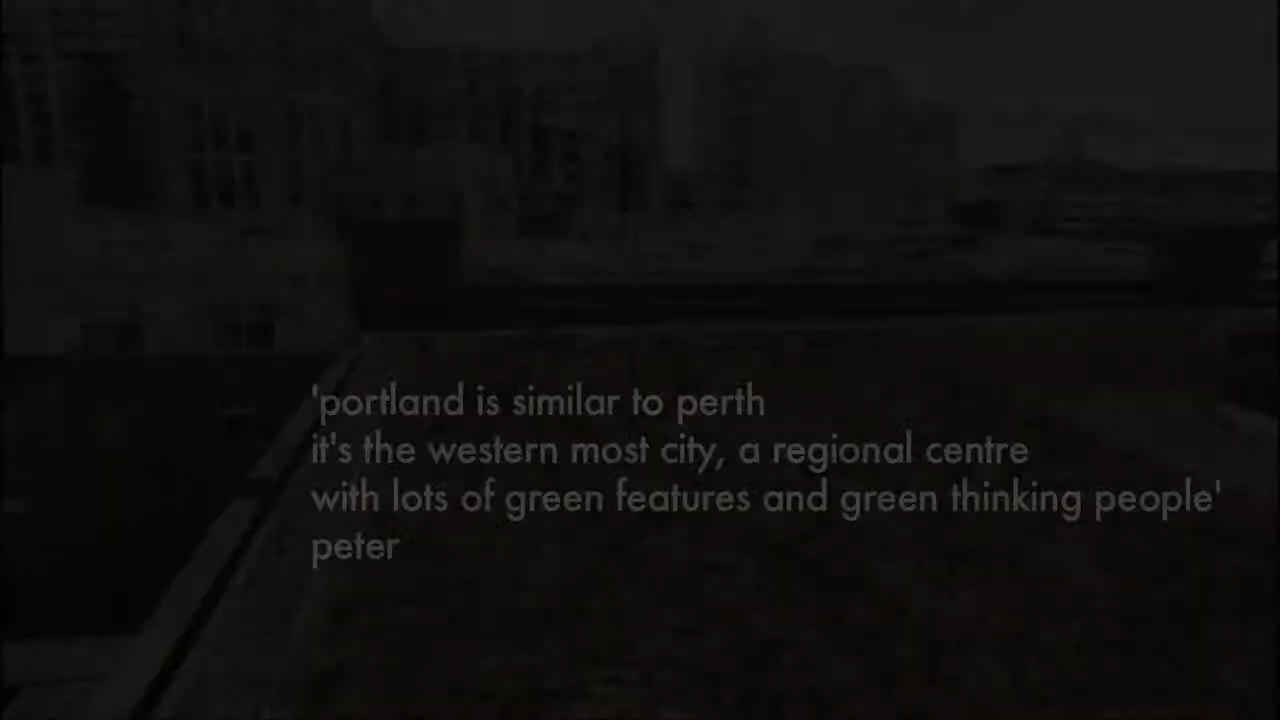 'portland is similar to perth
it's the western most city, a regional centre
with lots of green features and green thinking people'
peter